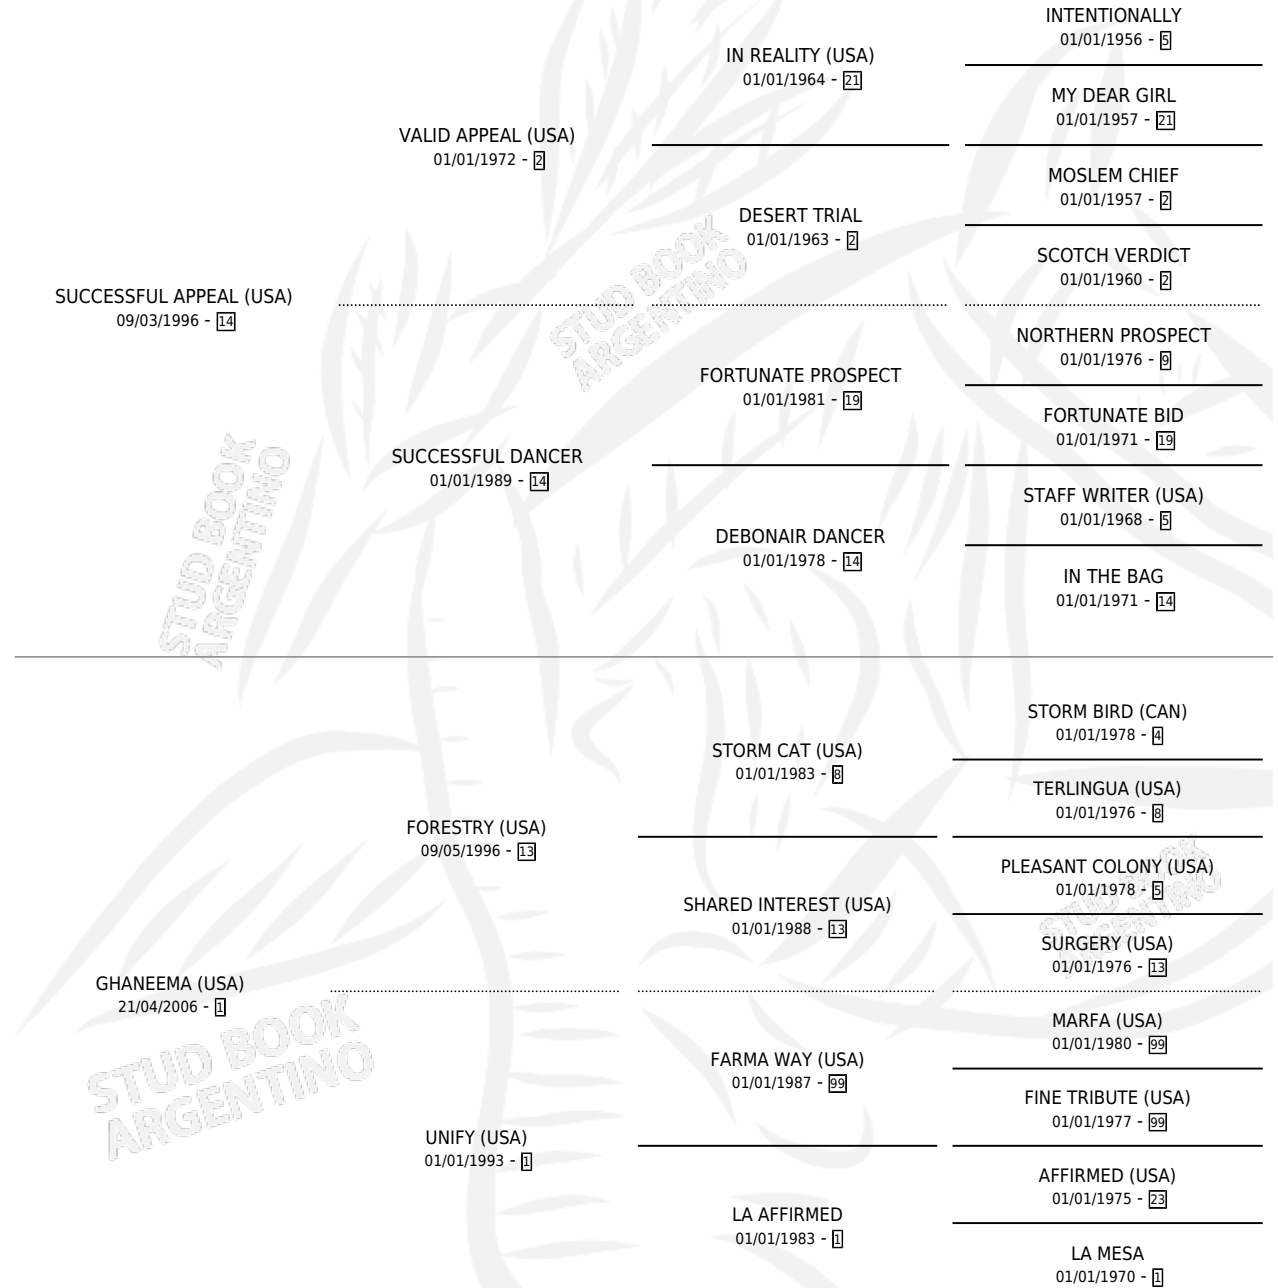 INTENTIONALLY
01/01/1956 - 5
IN REALITY (USA)
01/01/1964 - 21
MY DEAR GIRL
01/01/1957 - 21
VALID APPEAL (USA)
01/01/1972 - 2
MOSLEM CHIEF
01/01/1957 - 2
DESERT TRIAL
01/01/1963 - 2
SCOTCH VERDICT
01/01/1960 - 2
SUCCESSFUL APPEAL (USA)
09/03/1996 - 14
NORTHERN PROSPECT
01/01/1976 - 9
FORTUNATE PROSPECT
01/01/1981 - 19
FORTUNATE BID
01/01/1971 - 19
SUCCESSFUL DANCER
01/01/1989 - 14
STAFF WRITER (USA)
01/01/1968 - 5
DEBONAIR DANCER
01/01/1978 - 14
IN THE BAG
01/01/1971 - 14
STORM BIRD (CAN)
01/01/1978 - 4
STORM CAT (USA)
01/01/1983 - 8
TERLINGUA (USA)
01/01/1976 - 8
FORESTRY (USA)
09/05/1996 - 13
PLEASANT COLONY (USA)
01/01/1978 - 5
SHARED INTEREST (USA)
01/01/1988 - 13
SURGERY (USA)
01/01/1976 - 13
GHANEEMA (USA)
21/04/2006 - 1
MARFA (USA)
01/01/1980 - 99
FARMA WAY (USA)
01/01/1987 - 99
FINE TRIBUTE (USA)
01/01/1977 - 99
UNIFY (USA)
01/01/1993 - 1
AFFIRMED (USA)
01/01/1975 - 23
LA AFFIRMED
01/01/1983 - 1
LA MESA
01/01/1970 - 1
STUD BOOK
ARGENTINO
STUD BOOK
ARGENTINO
STUD BOOK
ARGENTINO
STUD BOOK
ARGENTINO